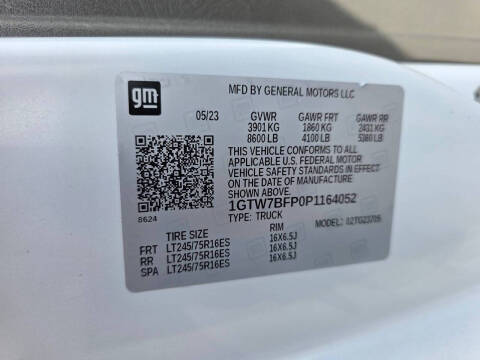 gm
MFD BY GENERAL MOTORS LLC
05/23 GVWR GAWR FRT GAWR RR
3901 KG 1860 KG 2431 KG
8600 LB 4100 LB 5360 LB
THIS VEHICLE CONFORMS TO ALL
APPLICABLE U.S. FEDERAL MOTOR
VEHICLE SAFETY STANDARDS IN EFFECT
ON THE DATE OF MANUFACTURE
SHOWN ABOVE.
1GTW7BFP0P1164052
8624
TYPE: TRUCK MODEL:
TIRE SIZE RIM
FRT LT245/75R16ES 16X6.5J
RR LT245/75R16ES 16X6.5J
SPA LT245/75R16ES 16X6.5J